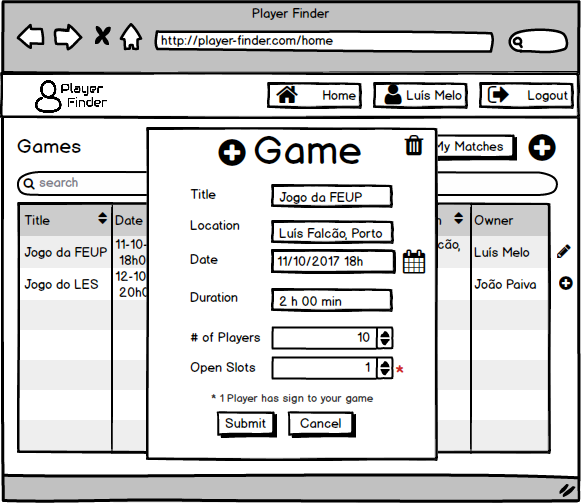 Player Finder
http://player-finder.com/home
Player
Finder
Home
Luís Melo
Logout
Games
My Matches
search
Game
Title
Jogo da FEUP
Location
Luís Falcão, Porto
Date
11/10/2017 18h
Duration
2 h 00 min
# of Players
10
Open Slots
1
*
* 1 Player has sign to your game
Submit
Cancel
Title
Date
Owner
Jogo da FEUP
11-10-
18h0
cão,
Luís Melo
Jogo do LES
12-10-
20h0
João Paiva